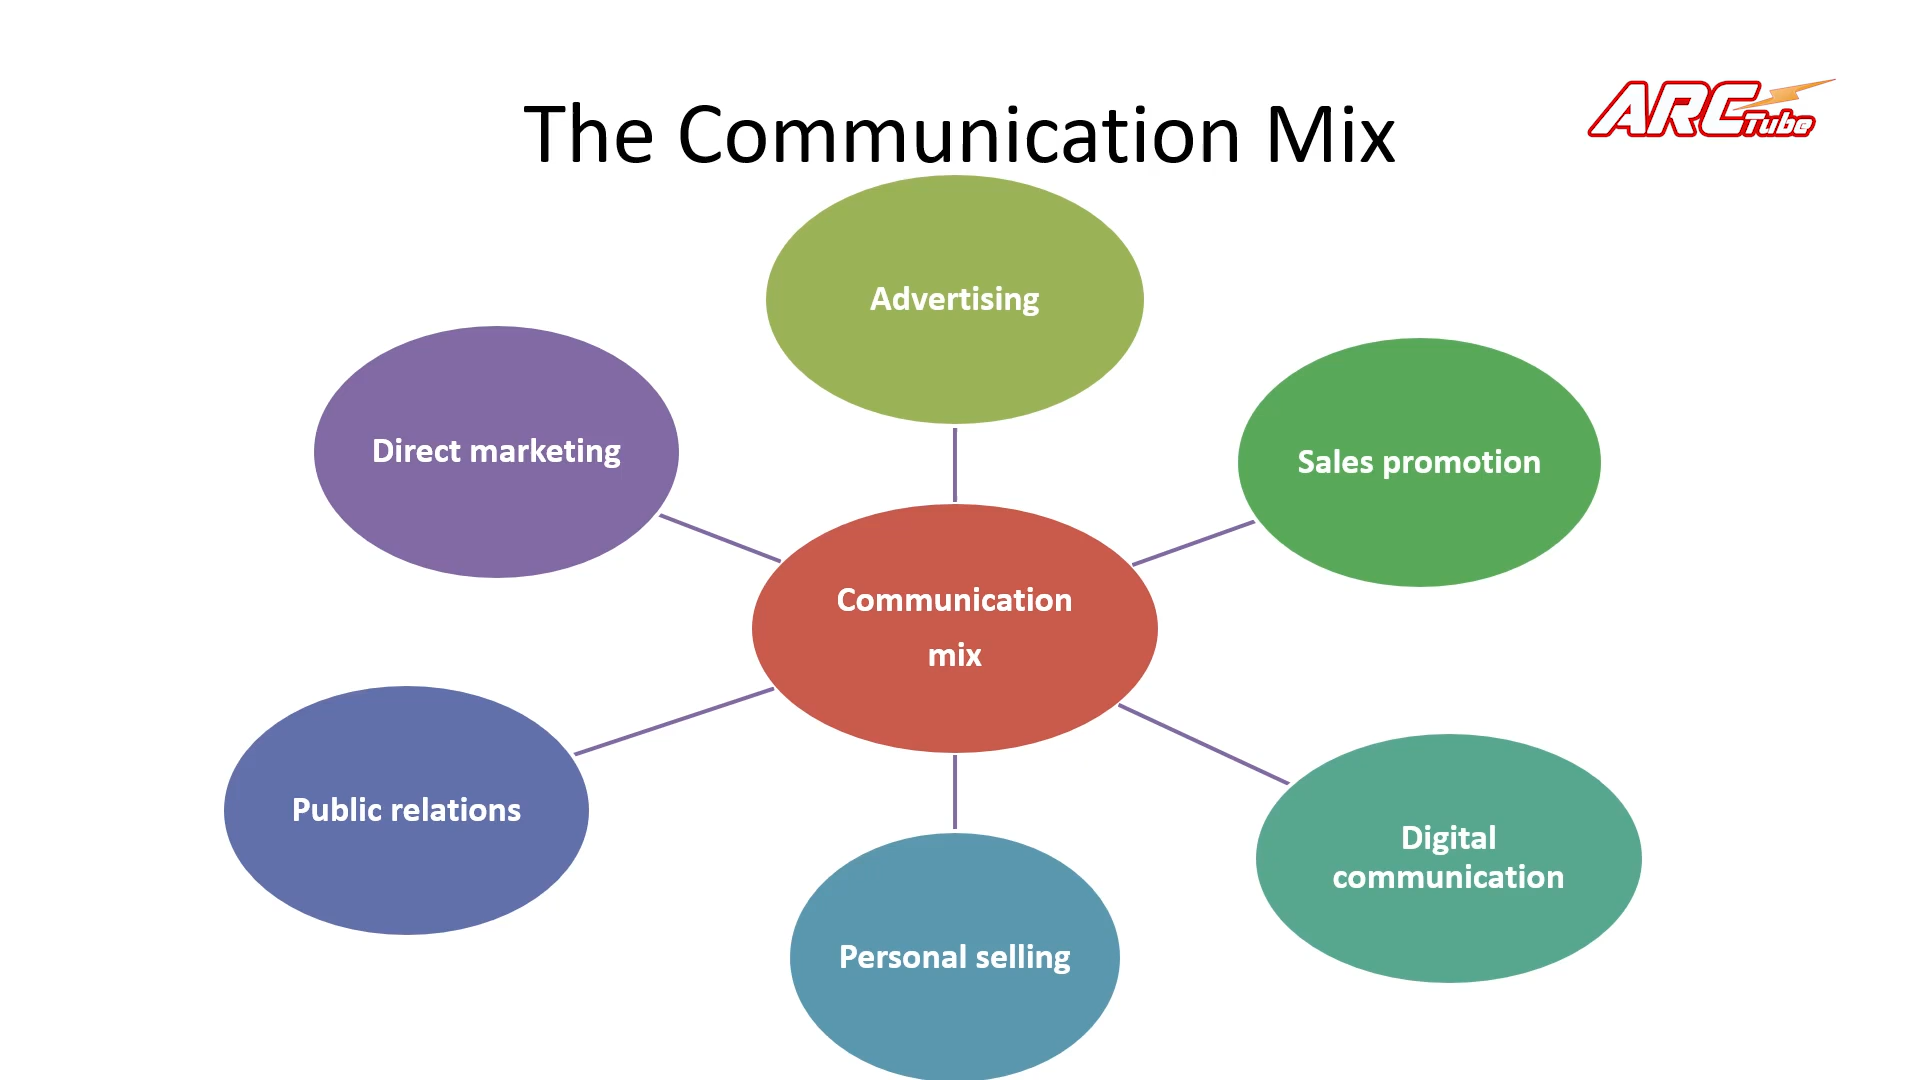 The Communication Mix
ARC Tube
Advertising
Direct marketing
Sales promotion
Communication
mix
Public relations
Digital
communication
Personal selling